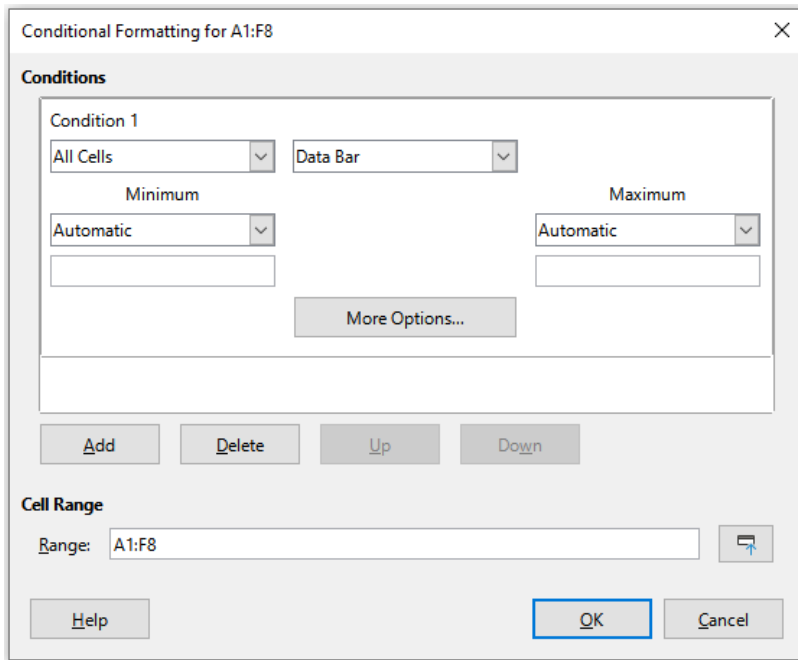 Conditional Formatting for A1:F8
Conditions
Condition 1
All Cells Data Bar
Minimum Maximum
Automatic Automatic
More Options...
Add Delete Up Down
Cell Range
Range: A1:F8
Help OK Cancel